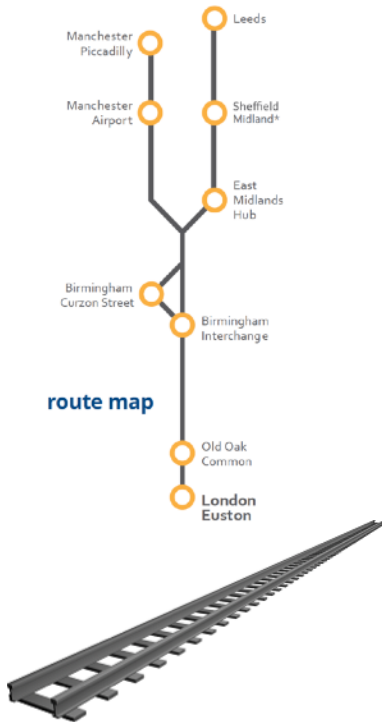 Leeds
Manchester
Piccadilly
Manchester
Airport
Sheffield
Midland*
East
Midlands
Hub
Birmingham
Curzon Street
Birmingham
Interchange
route map
Old Oak
Common
London
Euston